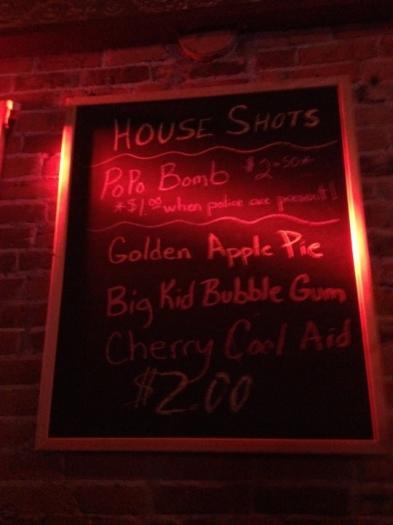 HOUSE SHOTS
PoPo Bomb $2.50*
*$1.00 when police are present!
Golden Apple Pie
Big Kid Bubble Gum
Cherry Cool Aid
$2.00